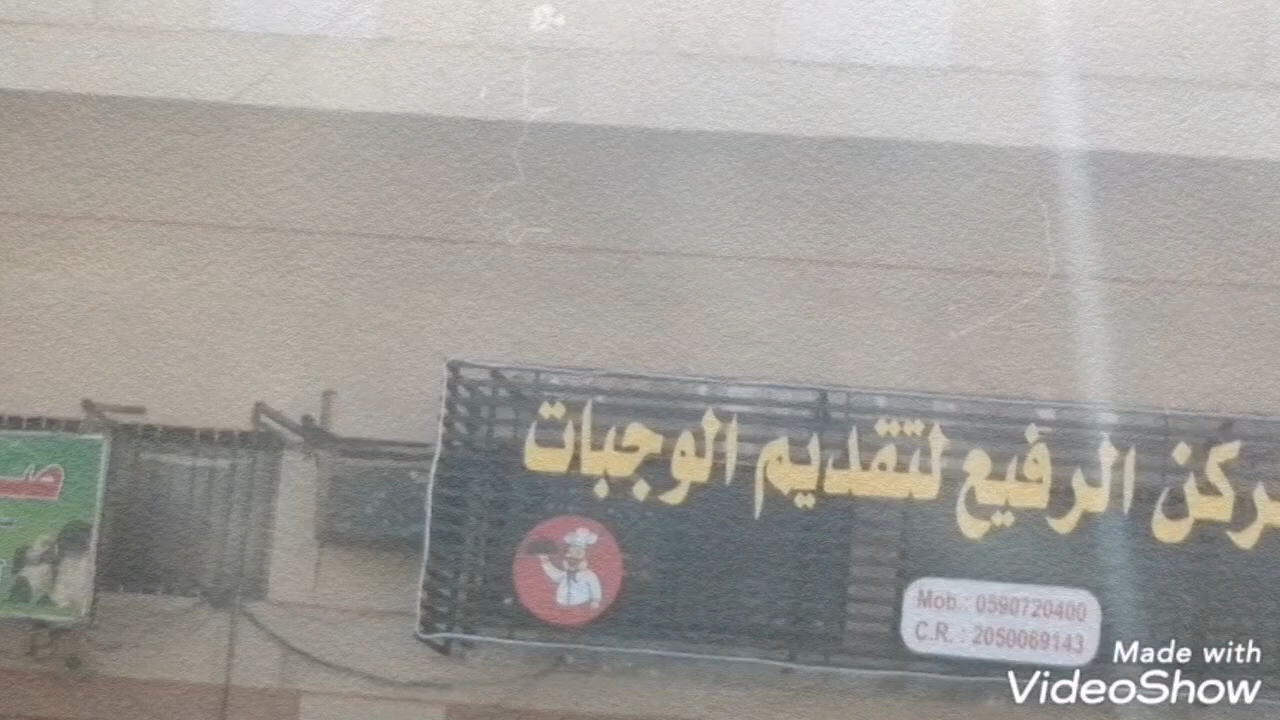 ركن الرفيع لتقديم الوجبات
Mob.: 0590720400
C.R. : 2050069143
Made with
VideoShow